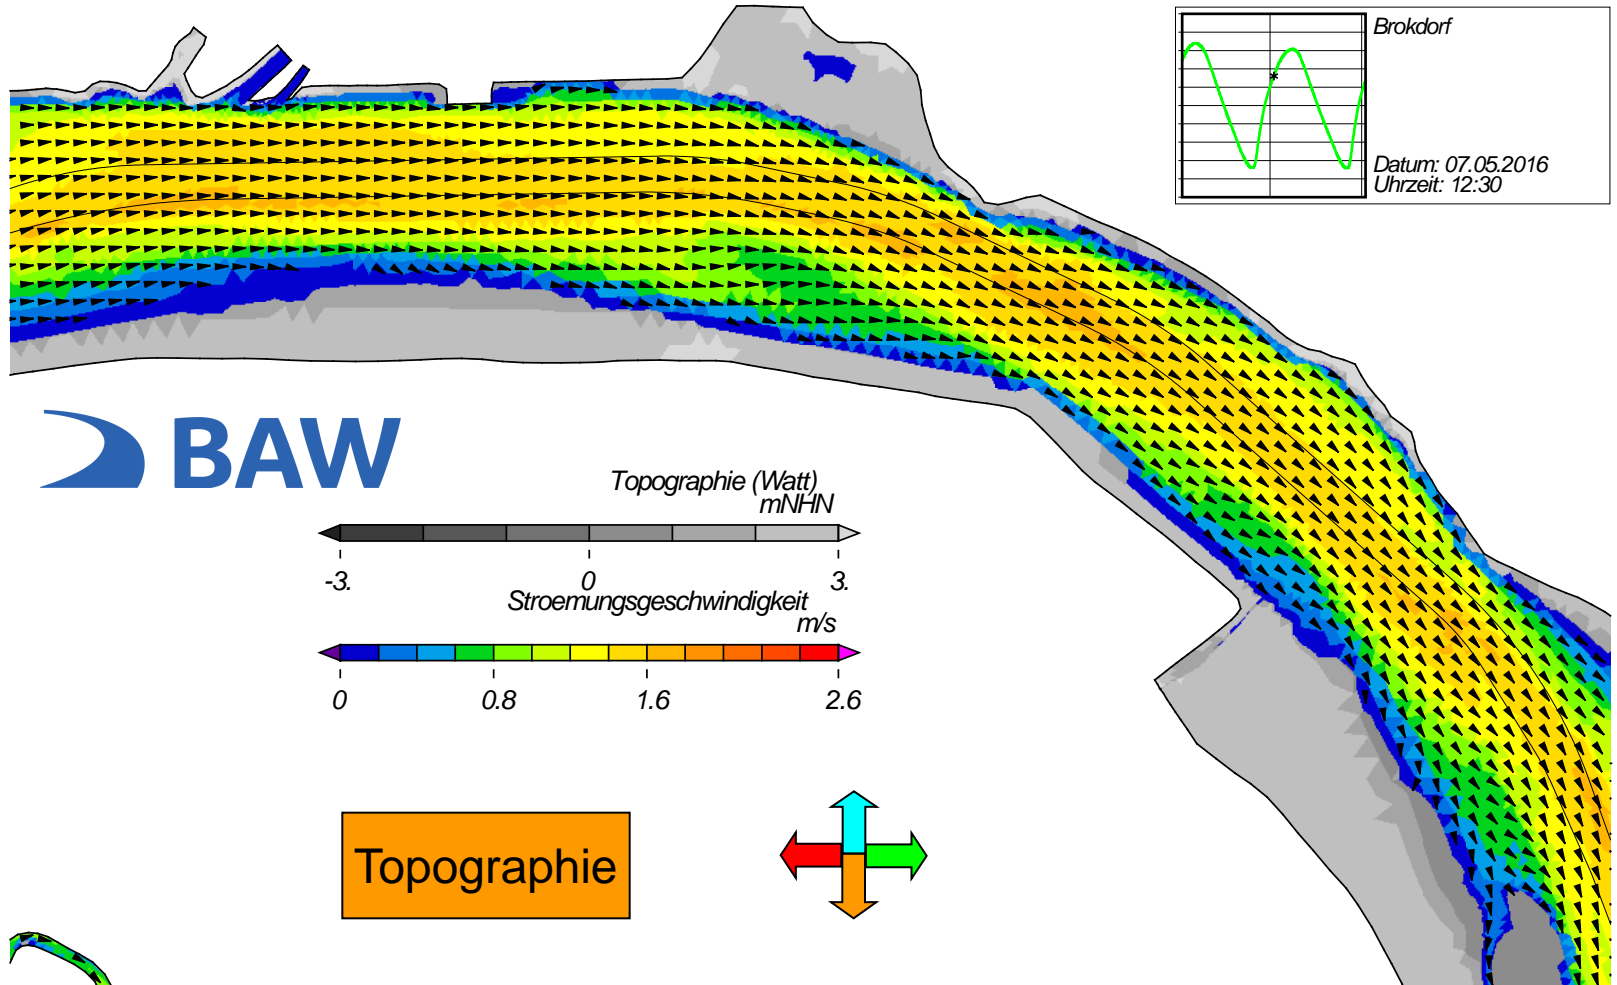 Brokdorf
Datum: 07.05.2016
Uhrzeit: 12:30
BAW
Topographie (Watt)
mNHN
-3. 0 3.
Stroemungsgeschwindigkeit
m/s
0 0.8 1.6 2.6
Topographie